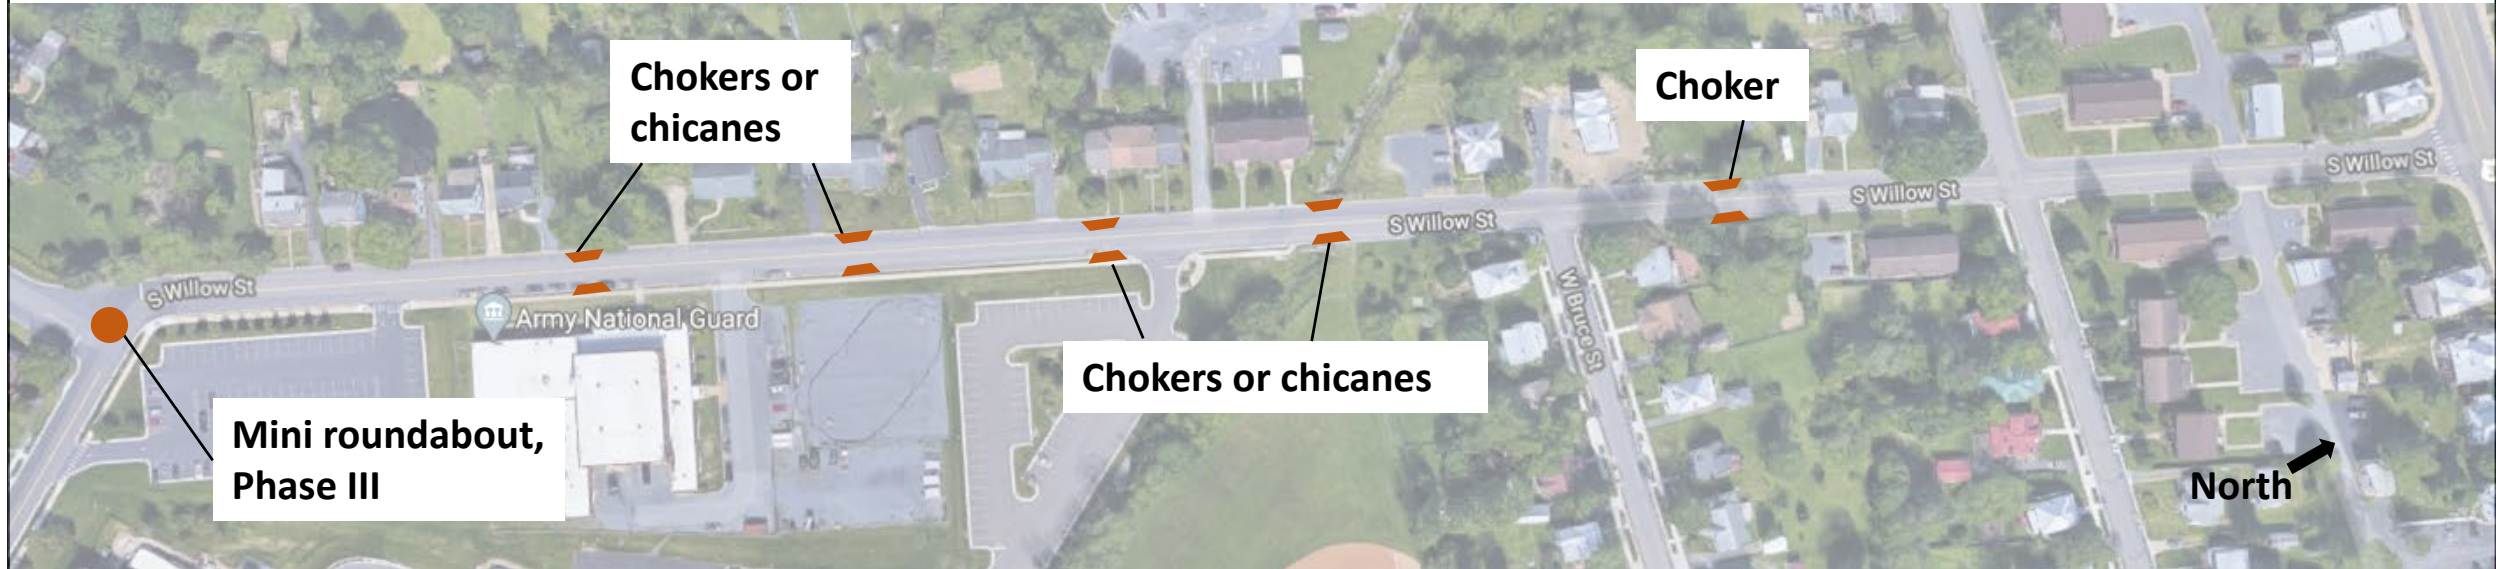 Chokers or
chicanes
Choker
S Willow St
S Willow St
S Willow St
S Willow St
Army National Guard
W Bruce St
Chokers or chicanes
Mini roundabout,
Phase III
North